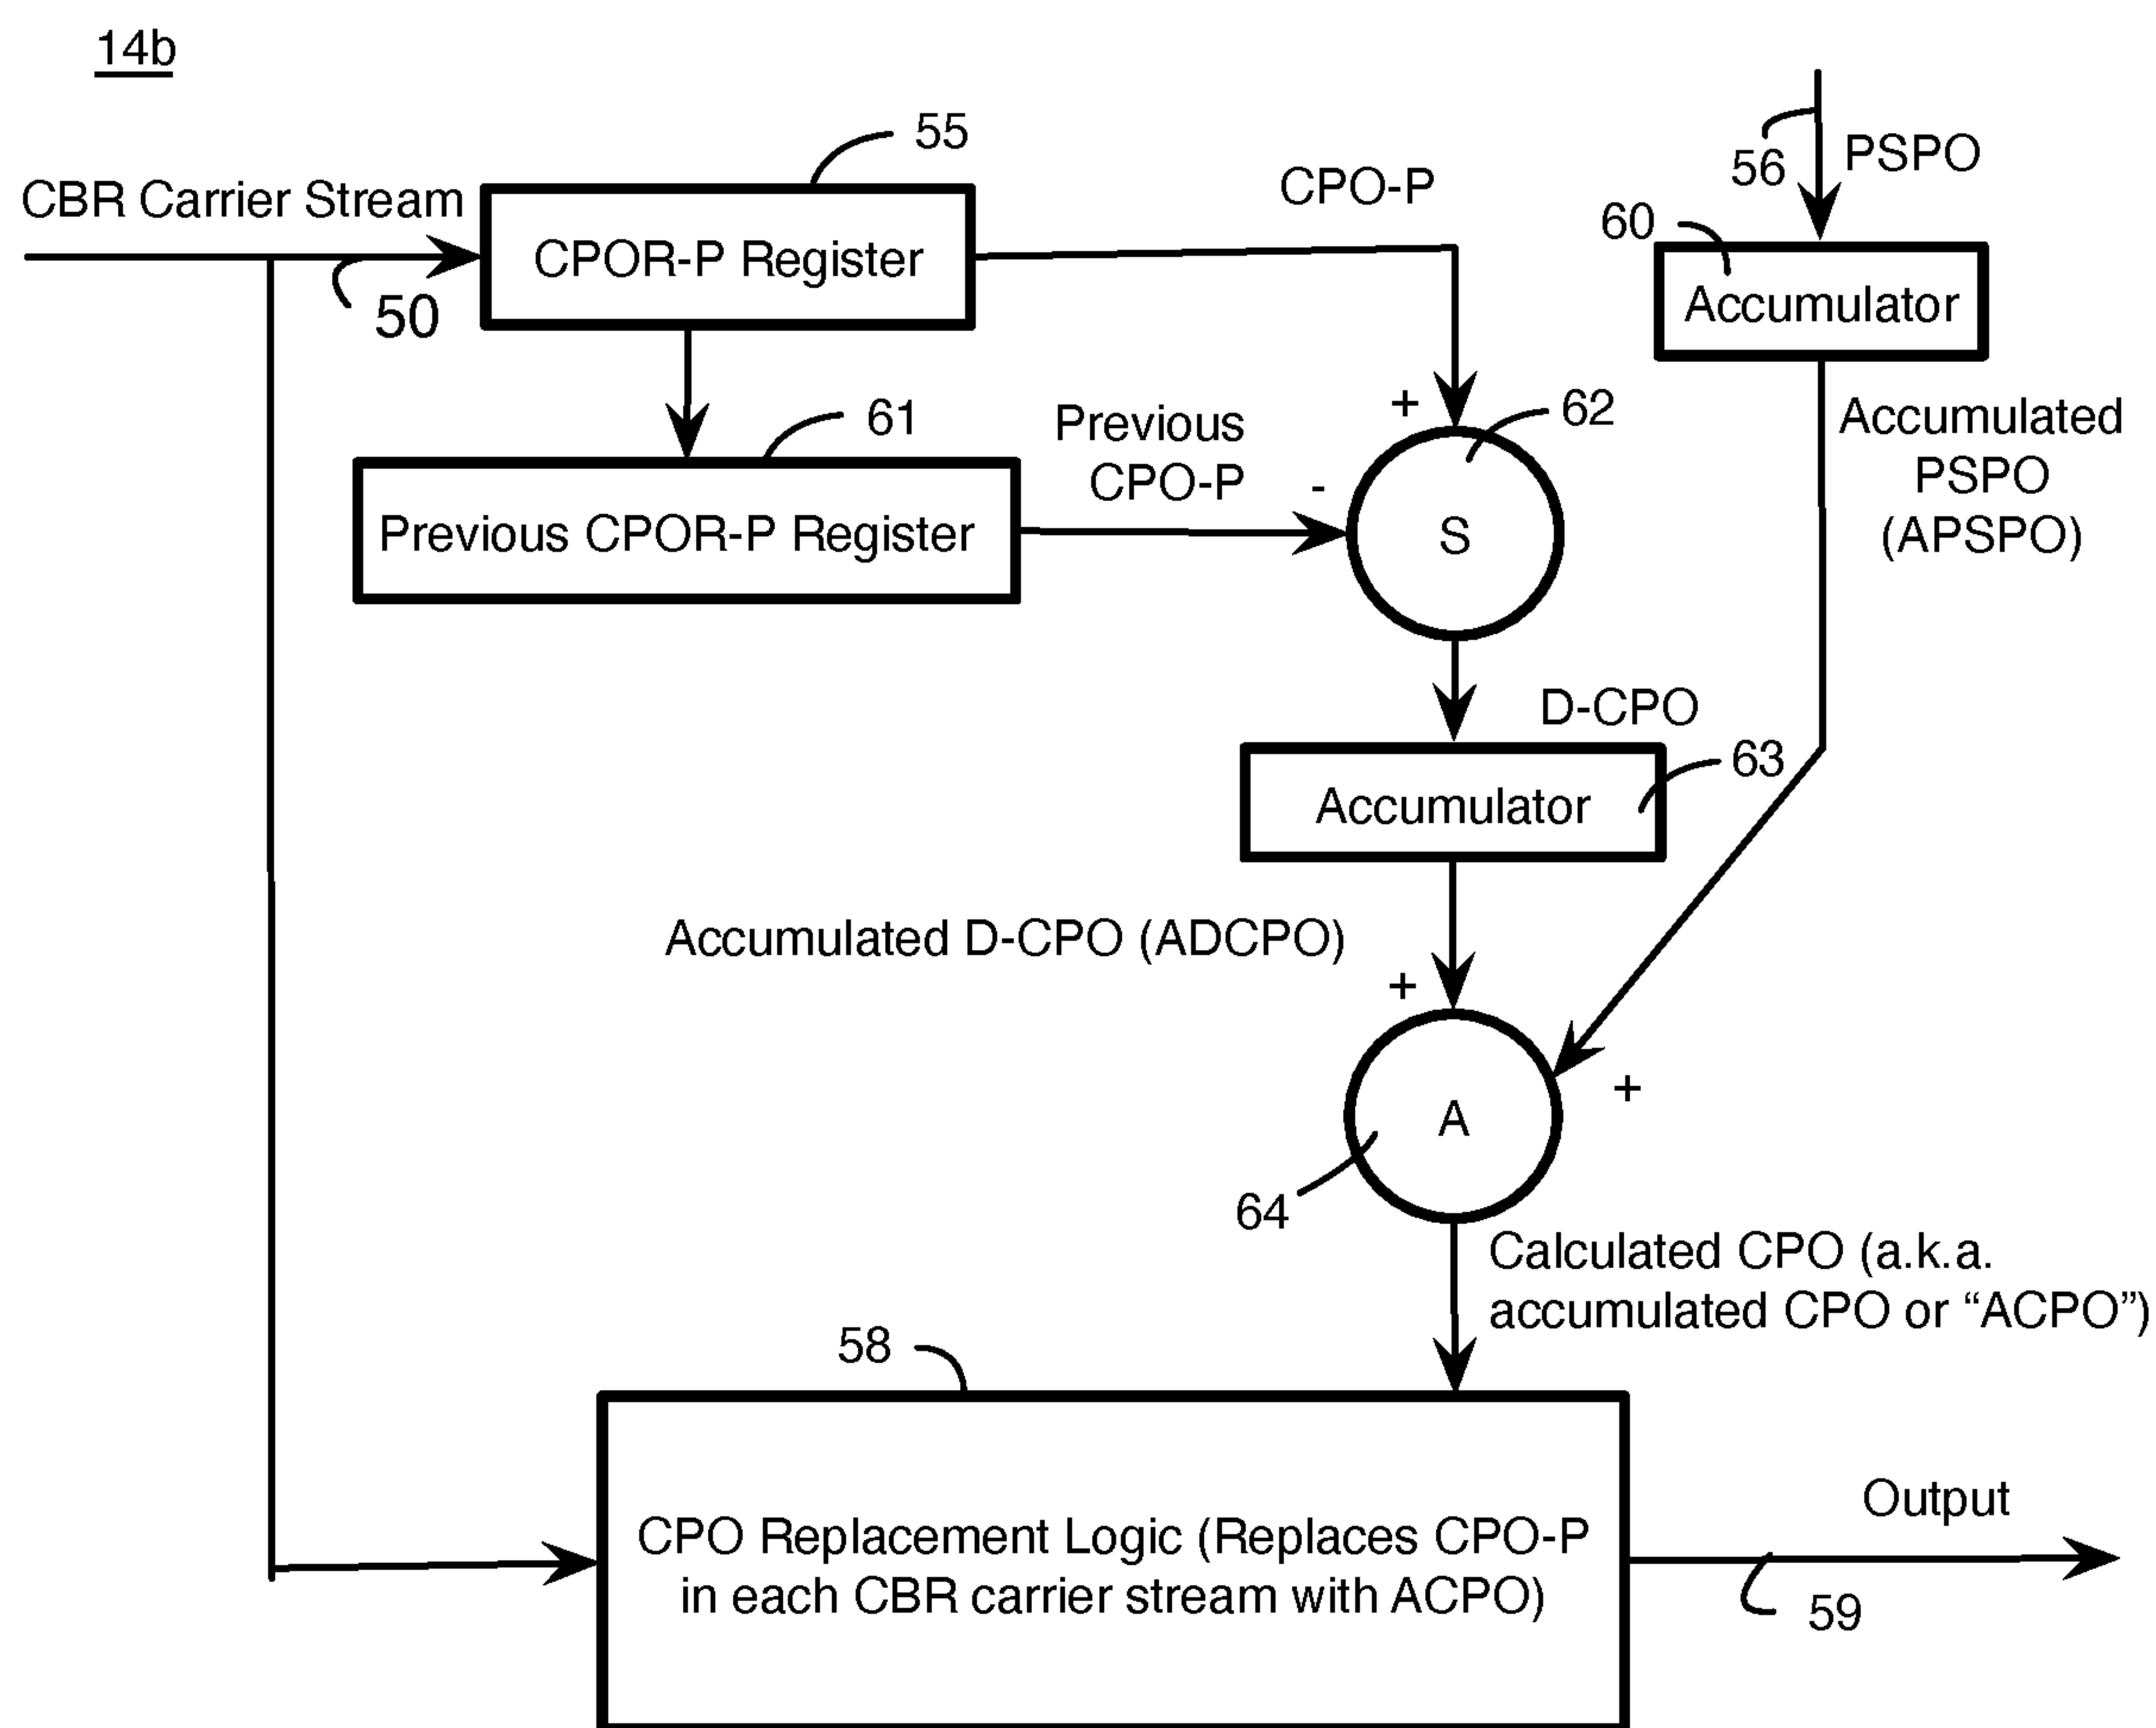 14b
55
CBR Carrier Stream
CPOR-P Register
50
CPO-P
56
PSPO
60
Accumulator
61
Previous
CPO-P
-
+
62
Previous CPOR-P Register
S
Accumulated
PSPO
(APSPO)
D-CPO
63
Accumulator
Accumulated D-CPO (ADCPO)
+
+
A
64
Calculated CPO (a.k.a.
accumulated CPO or “ACPO”)
58
CPO Replacement Logic (Replaces CPO-P
in each CBR carrier stream with ACPO)
Output
59